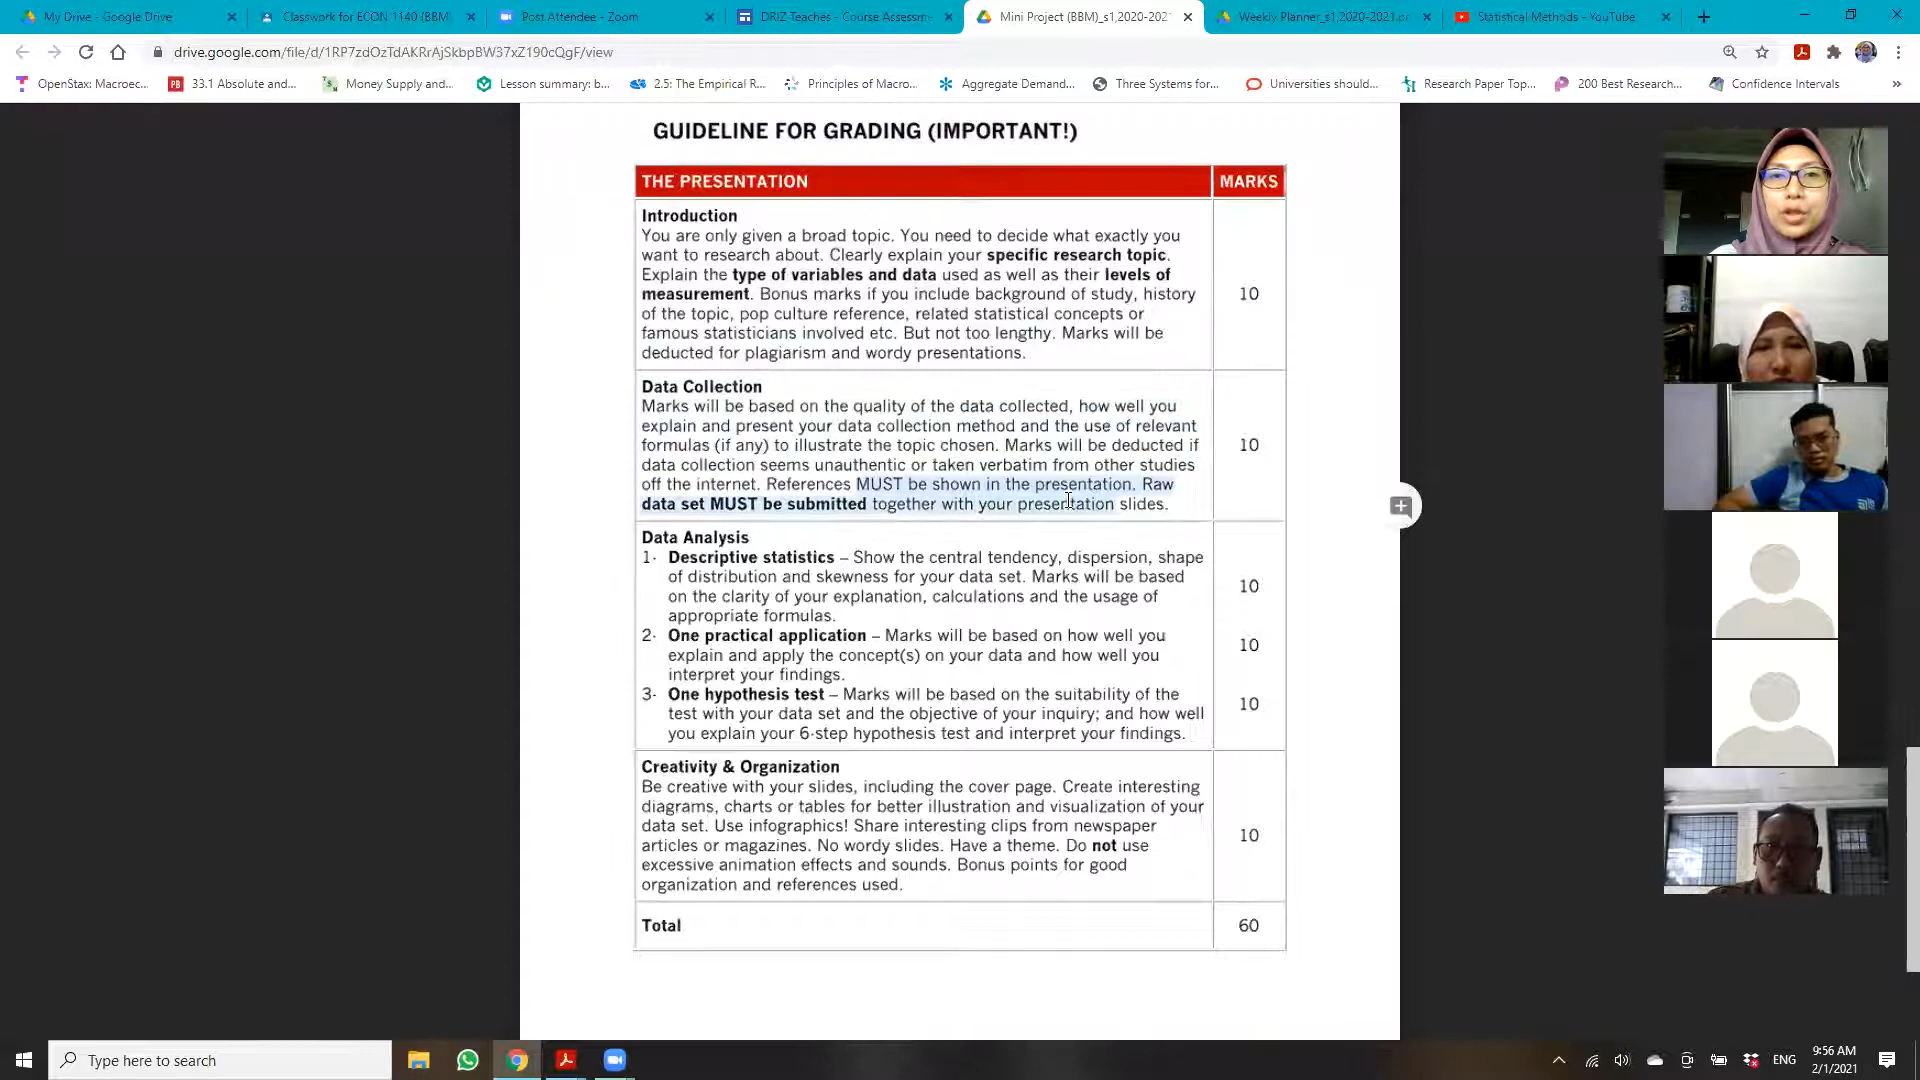 My Drive - Google Drive
Classwork for ECON 1140 (BBM
Post Attendee - Zoom
DRIZ Teaches - Course Assessm
Mini Project (BBM)_s1,2020-2021
Weekly Planner_s1,2020-2021.p
Statistical Methods - YouTube
drive.google.com/file/d/1RP7zdOzTdAKRrAjSkbpBW37xZ190cQgF/view
OpenStax: Macroec...
33.1 Absolute and...
Money Supply and...
Lesson summary: b...
2.5: The Empirical R...
Principles of Macro...
Aggregate Demand...
Three Systems for...
Universities should...
Research Paper Top...
200 Best Research...
Confidence Intervals
GUIDELINE FOR GRADING (IMPORTANT!)
THE PRESENTATION MARKS
Introduction
You are only given a broad topic. You need to decide what exactly you
want to research about. Clearly explain your specific research topic.
Explain the type of variables and data used as well as their levels of
measurement. Bonus marks if you include background of study, history
of the topic, pop culture reference, related statistical concepts or
famous statisticians involved etc. But not too lengthy. Marks will be
deducted for plagiarism and wordy presentations.
10
Data Collection
Marks will be based on the quality of the data collected, how well you
explain and present your data collection method and the use of relevant
formulas (if any) to illustrate the topic chosen. Marks will be deducted if
data collection seems unauthentic or taken verbatim from other studies
off the internet. References MUST be shown in the presentation. Raw
data set MUST be submitted together with your presentation slides.
10
Data Analysis
1- Descriptive statistics – Show the central tendency, dispersion, shape
of distribution and skewness for your data set. Marks will be based
on the clarity of your explanation, calculations and the usage of
appropriate formulas.
10
2- One practical application – Marks will be based on how well you
explain and apply the concept(s) on your data and how well you
interpret your findings.
10
3- One hypothesis test – Marks will be based on the suitability of the
test with your data set and the objective of your inquiry; and how well
you explain your 6-step hypothesis test and interpret your findings.
10
Creativity & Organization
Be creative with your slides, including the cover page. Create interesting
diagrams, charts or tables for better illustration and visualization of your
data set. Use infographics! Share interesting clips from newspaper
articles or magazines. No wordy slides. Have a theme. Do not use
excessive animation effects and sounds. Bonus points for good
organization and references used.
10
Total 60
Type here to search
ENG
9:56 AM
2/1/2021